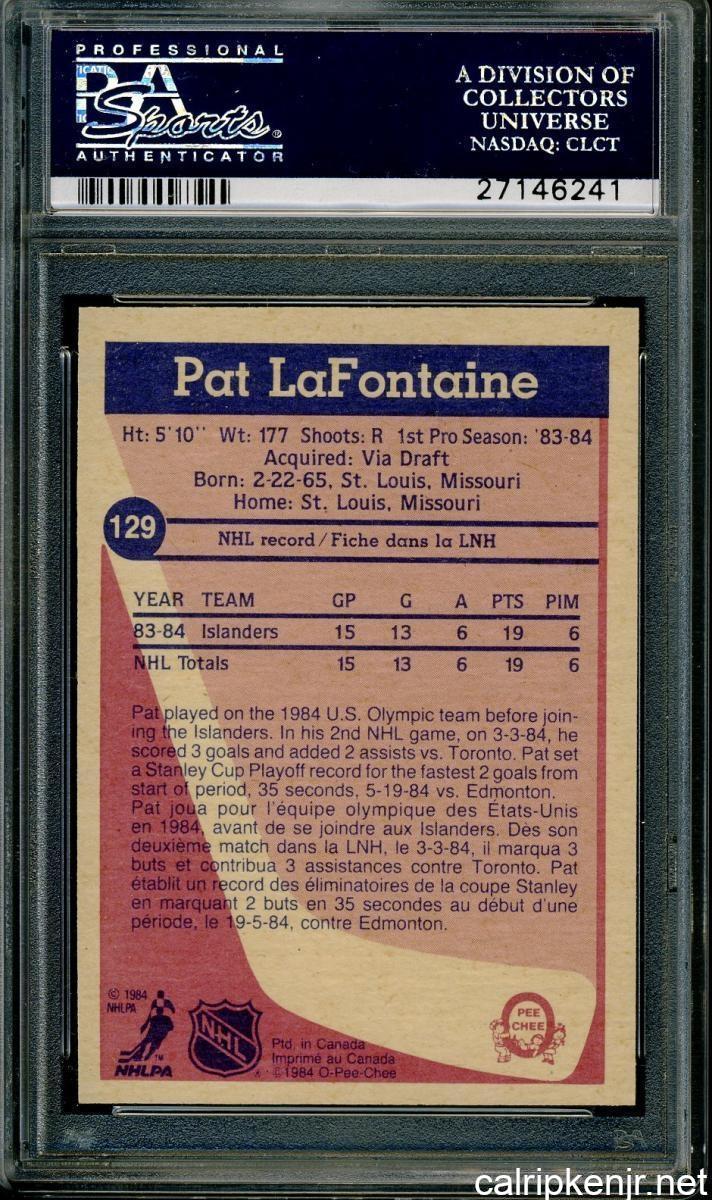 PROFESSIONAL
PSA
Sports®
AUTHENTICATOR
A DIVISION OF
COLLECTORS
UNIVERSE
NASDAQ: CLCT
27146241
Pat LaFontaine
Ht: 5'10'' Wt: 177 Shoots: R 1st Pro Season: '83-84
Acquired: Via Draft
Born: 2-22-65, St. Louis, Missouri
Home: St. Louis, Missouri
129
NHL record/Fiche dans la LNH
YEAR TEAM GP G A PTS PIM
83-84 Islanders 15 13 6 19 6
NHL Totals 15 13 6 19 6
Pat played on the 1984 U.S. Olympic team before join-
ing the Islanders. In his 2nd NHL game, on 3-3-84, he
scored 3 goals and added 2 assists vs. Toronto. Pat set
a Stanley Cup Playoff record for the fastest 2 goals from
start of period, 35 seconds, 5-19-84 vs. Edmonton.
Pat joua pour l'équipe olympique des États-Unis
en 1984, avant de se joindre aux Islanders. Dès son
deuxième match dans la LNH, le 3-3-84, il marqua 3
buts et contribua 3 assistances contre Toronto. Pat
établit un record des éliminatoires de la coupe Stanley
en marquant 2 buts en 35 secondes au début d'une
période, le 19-5-84, contre Edmonton.
© 1984
NHLPA
NHLPA
NHL
Ptd. in Canada
Imprimé au Canada
©1984 O-Pee-Chee
PEE
CHEE
calripkenjr.net